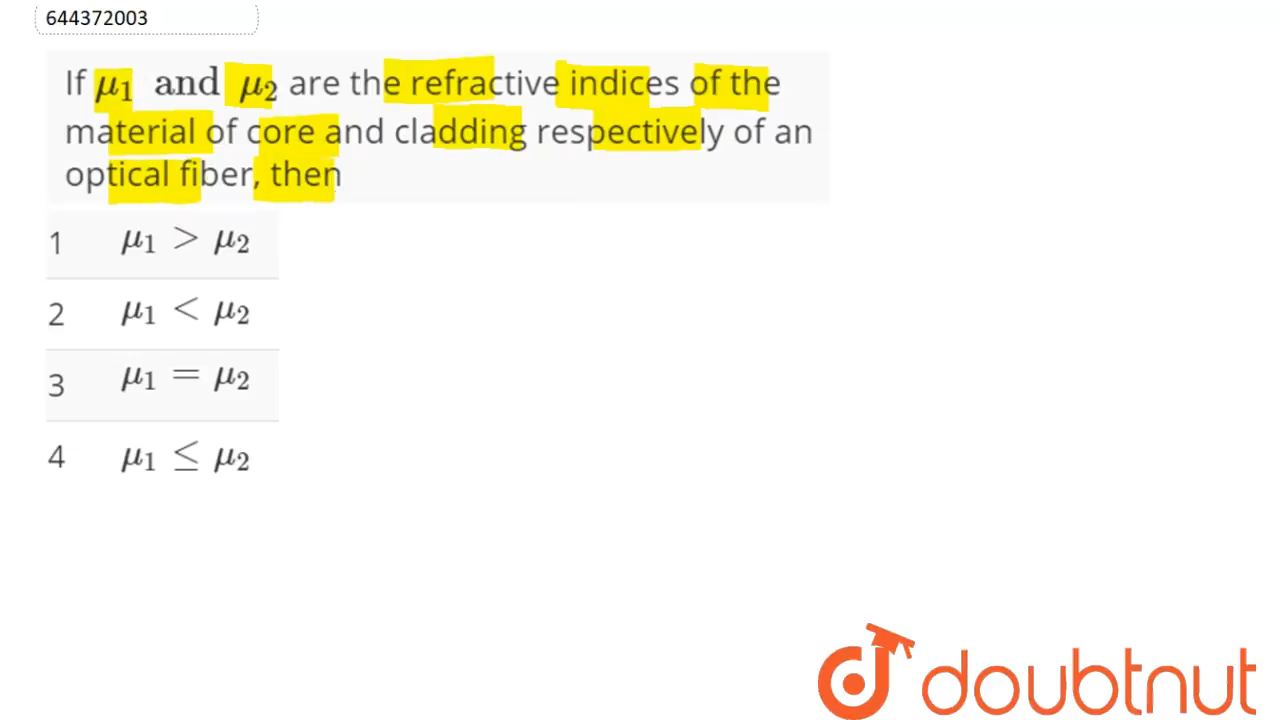 644372003
If μ₁ and μ₂ are the refractive indices of the
material of core and cladding respectively of an
optical fiber, then
1 μ₁ > μ₂
2 μ₁ < μ₂
3 μ₁ = μ₂
4 μ₁ ≤ μ₂
doubtnut